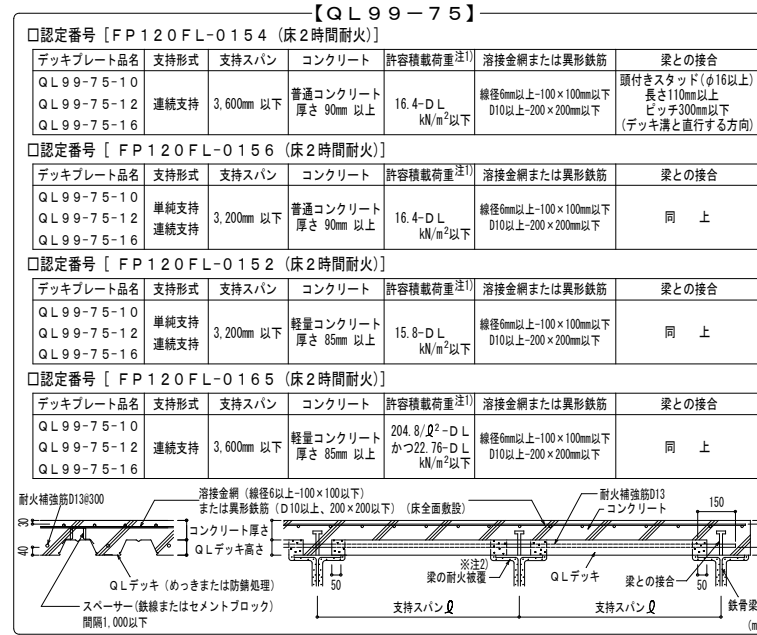 【QL99-75】
□認定番号［FP120FL-0154（床2時間耐火）］
デッキプレート品名 支持形式 支持スパン コンクリート 許容積載荷重注1) 溶接金網または異形鉄筋 梁との接合
QL99-75-10
QL99-75-12
QL99-75-16
連続支持
3,600mm 以下
普通コンクリート
厚さ 90mm 以上
16.4-DL
kN/m²以下
線径6mm以上-100×100mm以下
D10以上-200×200mm以下
頭付きスタッド(φ16以上)
長さ110mm以上
ピッチ300mm以下
(デッキ溝と直行する方向)
□認定番号［ FP120FL-0156（床2時間耐火)］
デッキプレート品名 支持形式 支持スパン コンクリート 許容積載荷重注1) 溶接金網または異形鉄筋 梁との接合
QL99-75-10
QL99-75-12
QL99-75-16
単純支持
連続支持
3,200mm 以下
普通コンクリート
厚さ 90mm 以上
16.4-DL
kN/m²以下
線径6mm以上-100×100mm以下
D10以上-200×200mm以下
同 上
□認定番号［ FP120FL-0152（床2時間耐火)］
デッキプレート品名 支持形式 支持スパン コンクリート 許容積載荷重注1) 溶接金網または異形鉄筋 梁との接合
QL99-75-10
QL99-75-12
QL99-75-16
単純支持
連続支持
3,200mm 以下
軽量コンクリート
厚さ 85mm 以上
15.8-DL
kN/m²以下
線径6mm以上-100×100mm以下
D10以上-200×200mm以下
同 上
□認定番号［ FP120FL-0165（床2時間耐火)］
デッキプレート品名 支持形式 支持スパン コンクリート 許容積載荷重注1) 溶接金網または異形鉄筋 梁との接合
QL99-75-10
QL99-75-12
QL99-75-16
連続支持
3,600mm 以下
軽量コンクリート
厚さ 85mm 以上
204.8/ℓ²-DL
かつ22.76-DL
kN/m²以下
線径6mm以上-100×100mm以下
D10以上-200×200mm以下
同 上
耐火補強筋D13@300
溶接金網（線径6以上-100×100以下）
または異形鉄筋（D10以上、200×200以下）（床全面敷設）
耐火補強筋D13
コンクリート
150
30
コンクリート厚さ
QLデッキ高さ
40
QLデッキ（めっきまたは防錆処理）
スペーサー(鉄線またはセメントブロック)
間隔1,000以下
50
※注2)
梁の耐火被覆
QLデッキ
梁との接合
50
鉄骨梁
支持スパンℓ
支持スパンℓ